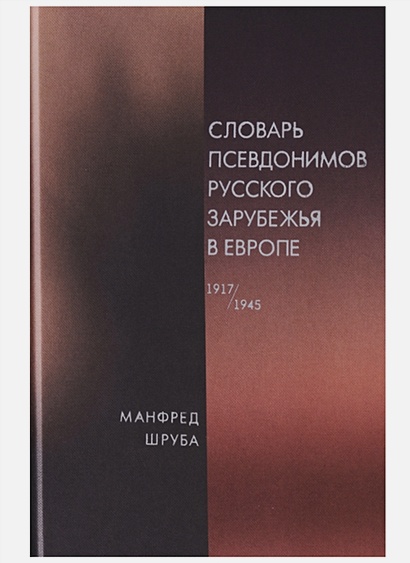 СЛОВАРЬ
ПСЕВДОНИМОВ
РУССКОГО
ЗАРУБЕЖЬЯ
В ЕВРОПЕ
1917/
1945
МАНФРЕД
ШРУБА